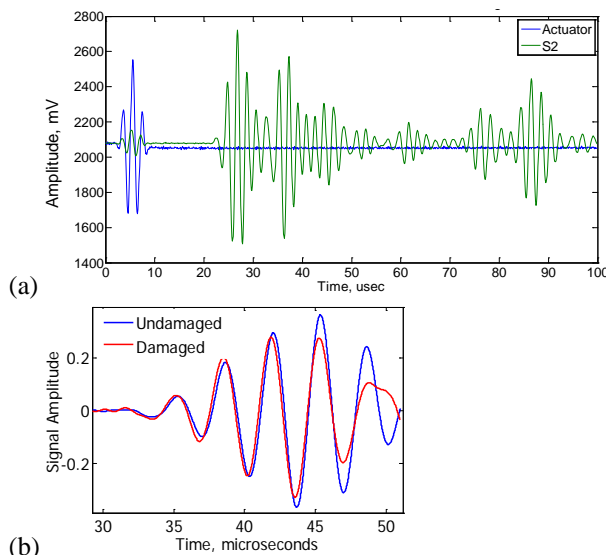 Actuator
S2
Amplitude, mV
2800
2600
2400
2200
2000
1800
1600
1400
0 10 20 30 40 50 60 70 80 90 100
Time, usec
(a)
Undamaged
Damaged
Signal Amplitude
0.2
0
-0.2
30 35 40 45 50
Time, microseconds
(b)